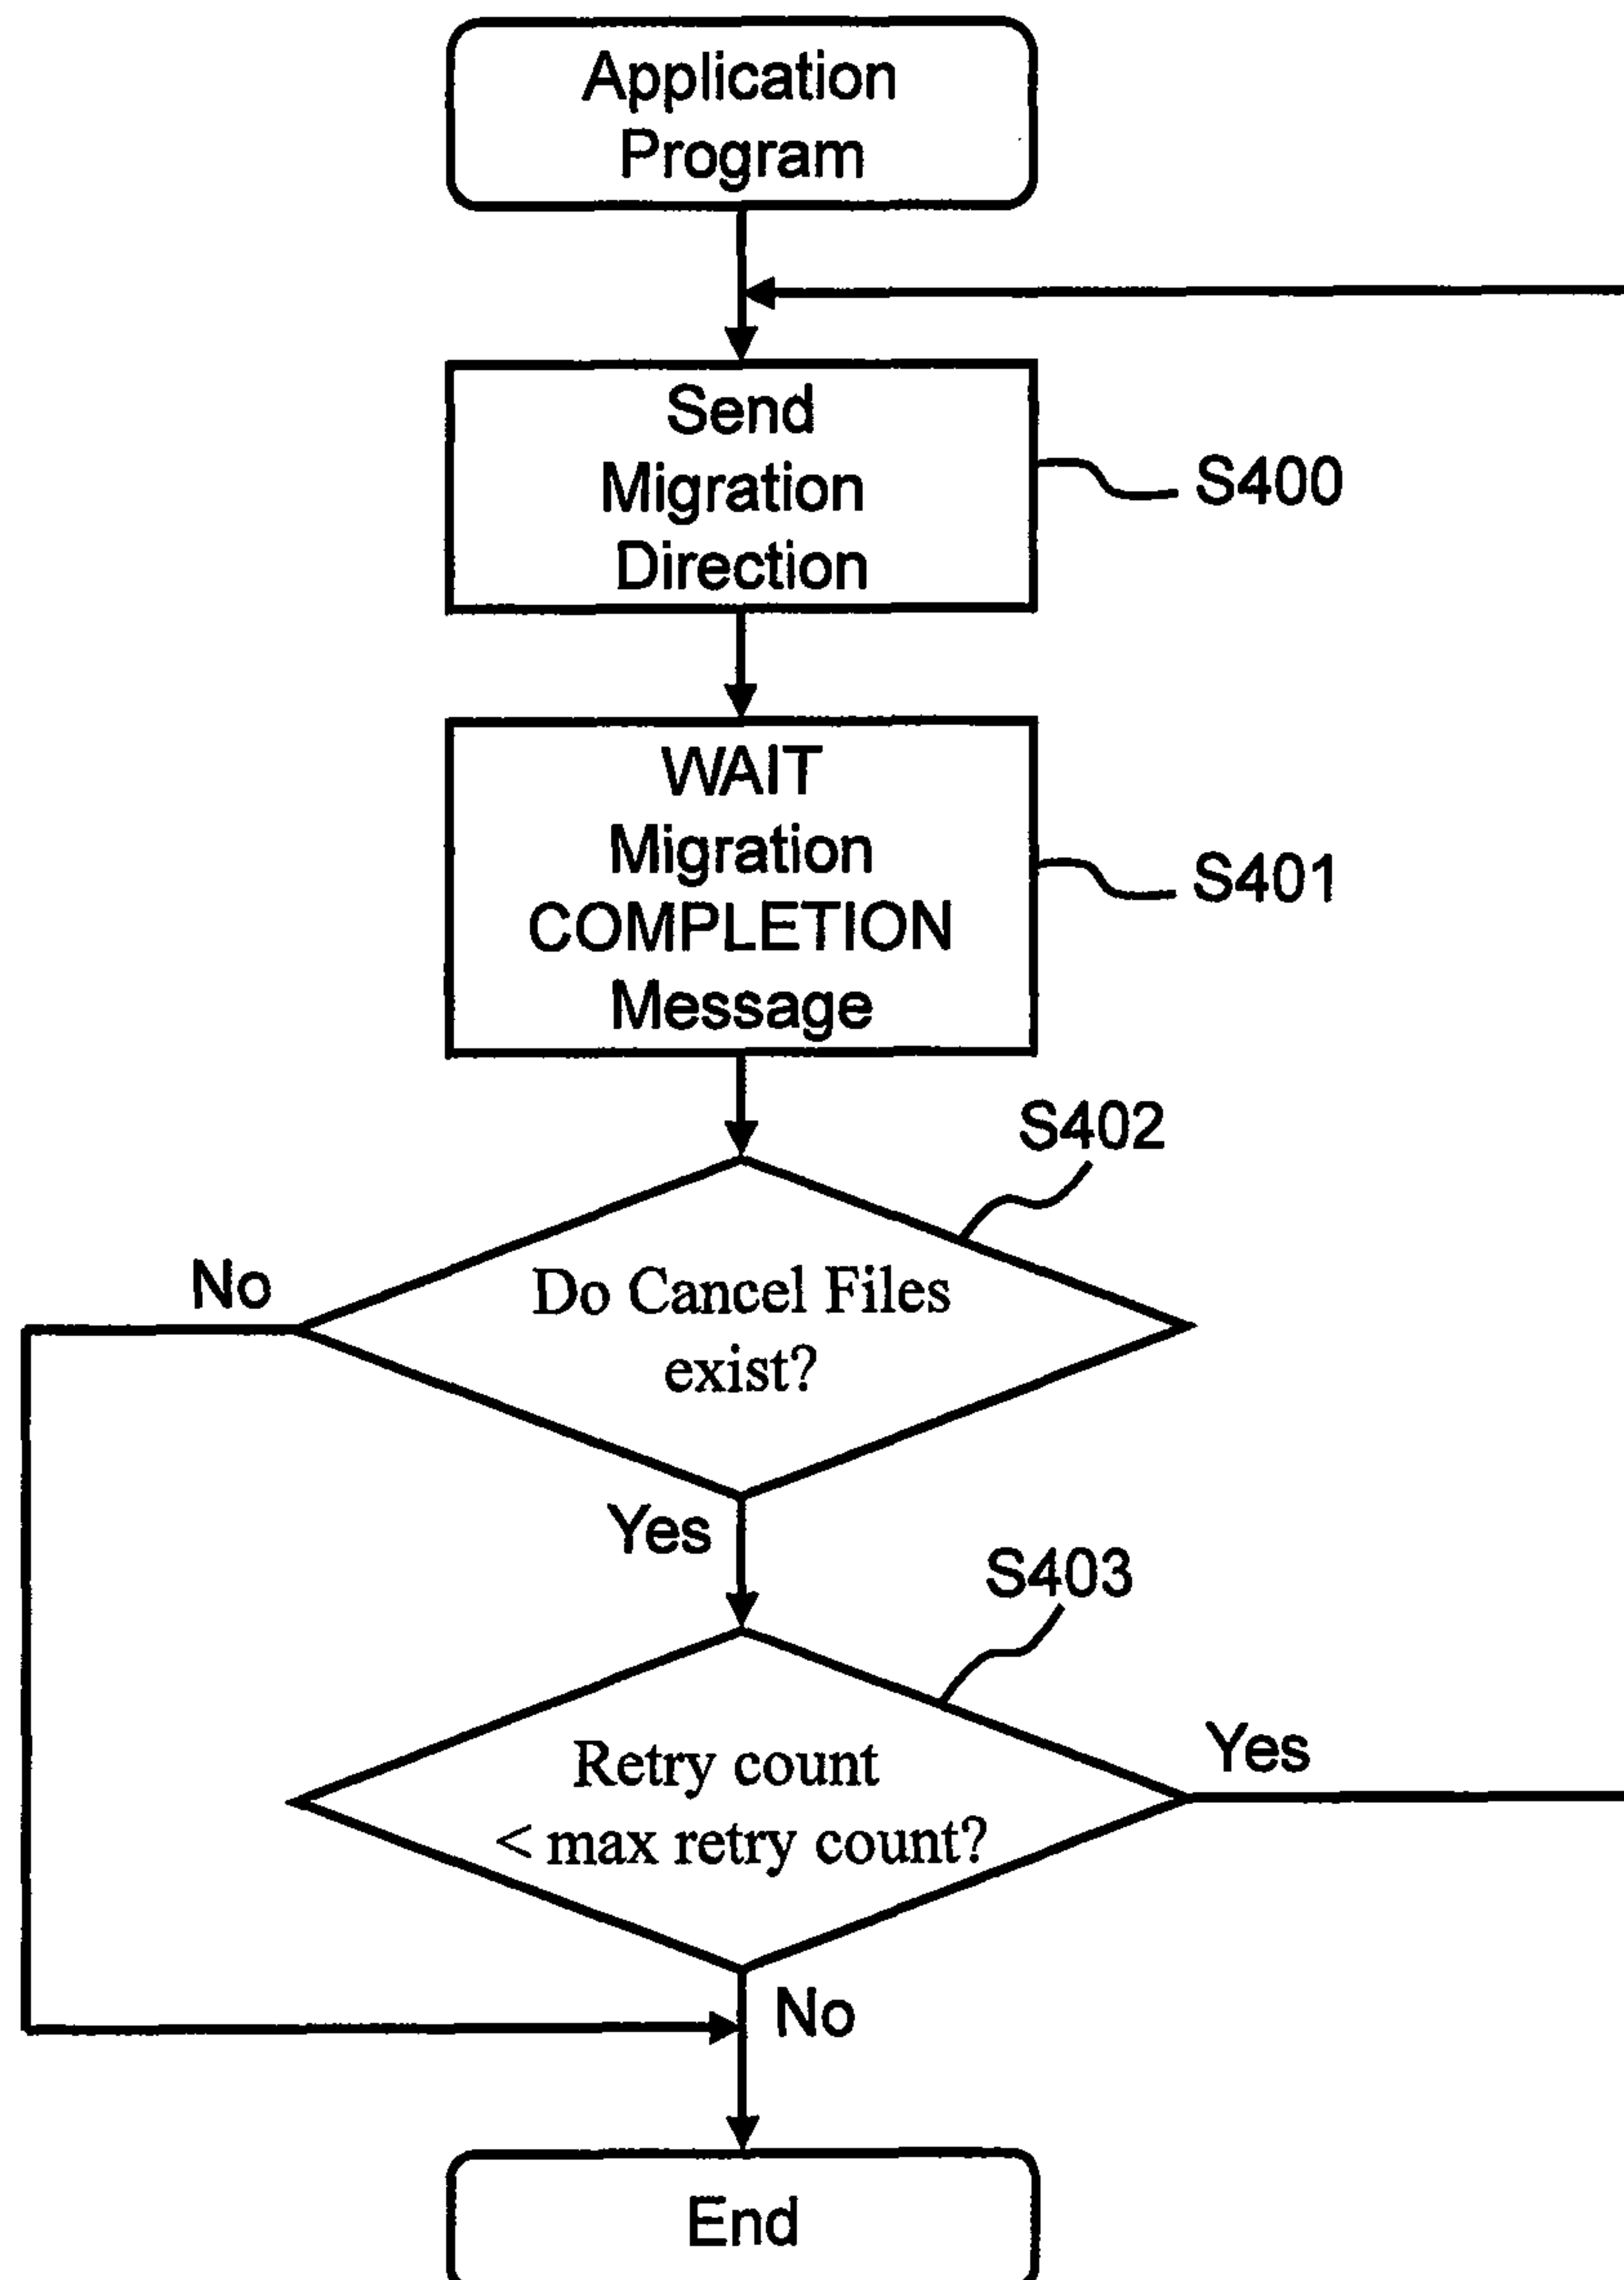 Application
Program
Send
Migration
Direction
S400
WAIT
Migration
COMPLETION
Message
S401
S402
No
Do Cancel Files
exist?
Yes
S403
Retry count
< max retry count?
Yes
No
End